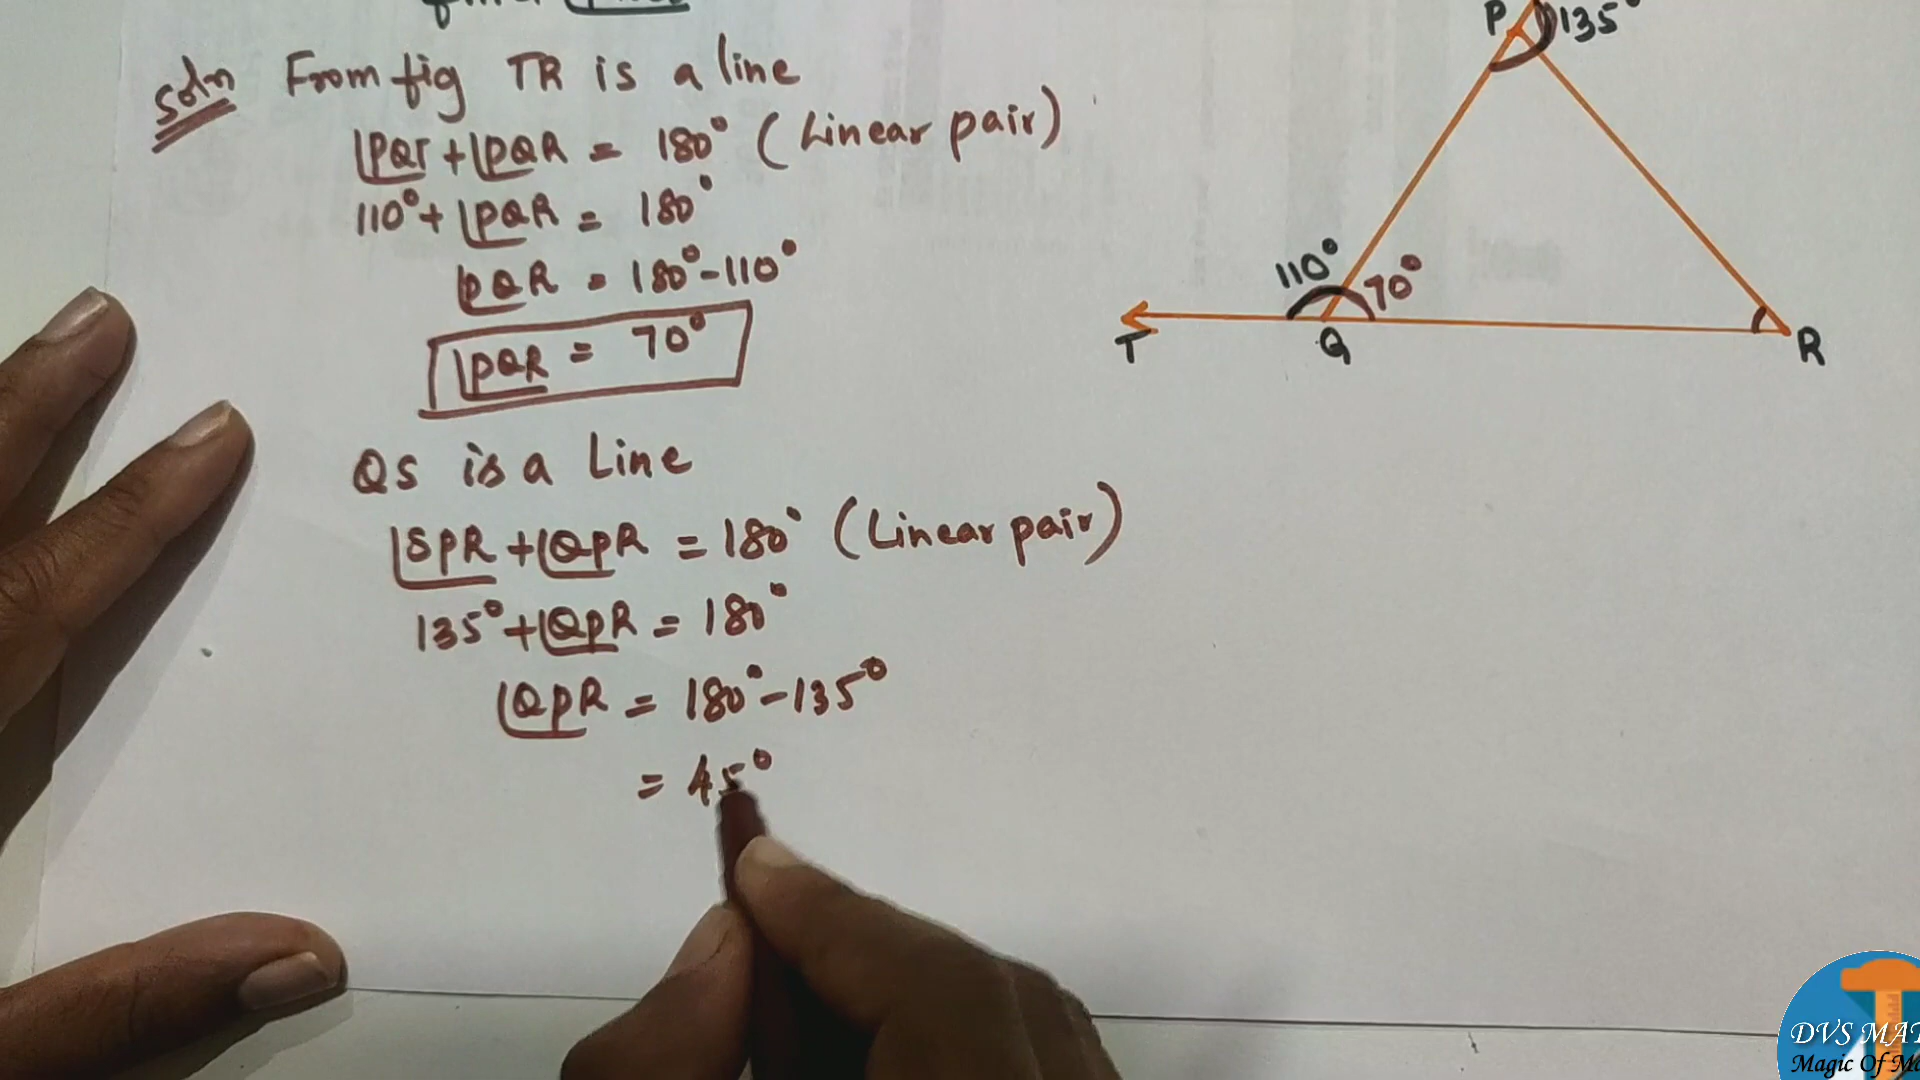 Soln From fig TR is a line
∠PQT + ∠PQR = 180° (Linear pair)
110° + ∠PQR = 180°
∠PQR = 180° - 110°
∠PQR = 70°
QS is a Line
∠SPR + ∠QPR = 180° (Linear pair)
135° + ∠QPR = 180°
∠QPR = 180° - 135°
= 45°
P 135°
110° 70°
T Q R
DVS MAT
Magic Of Ma